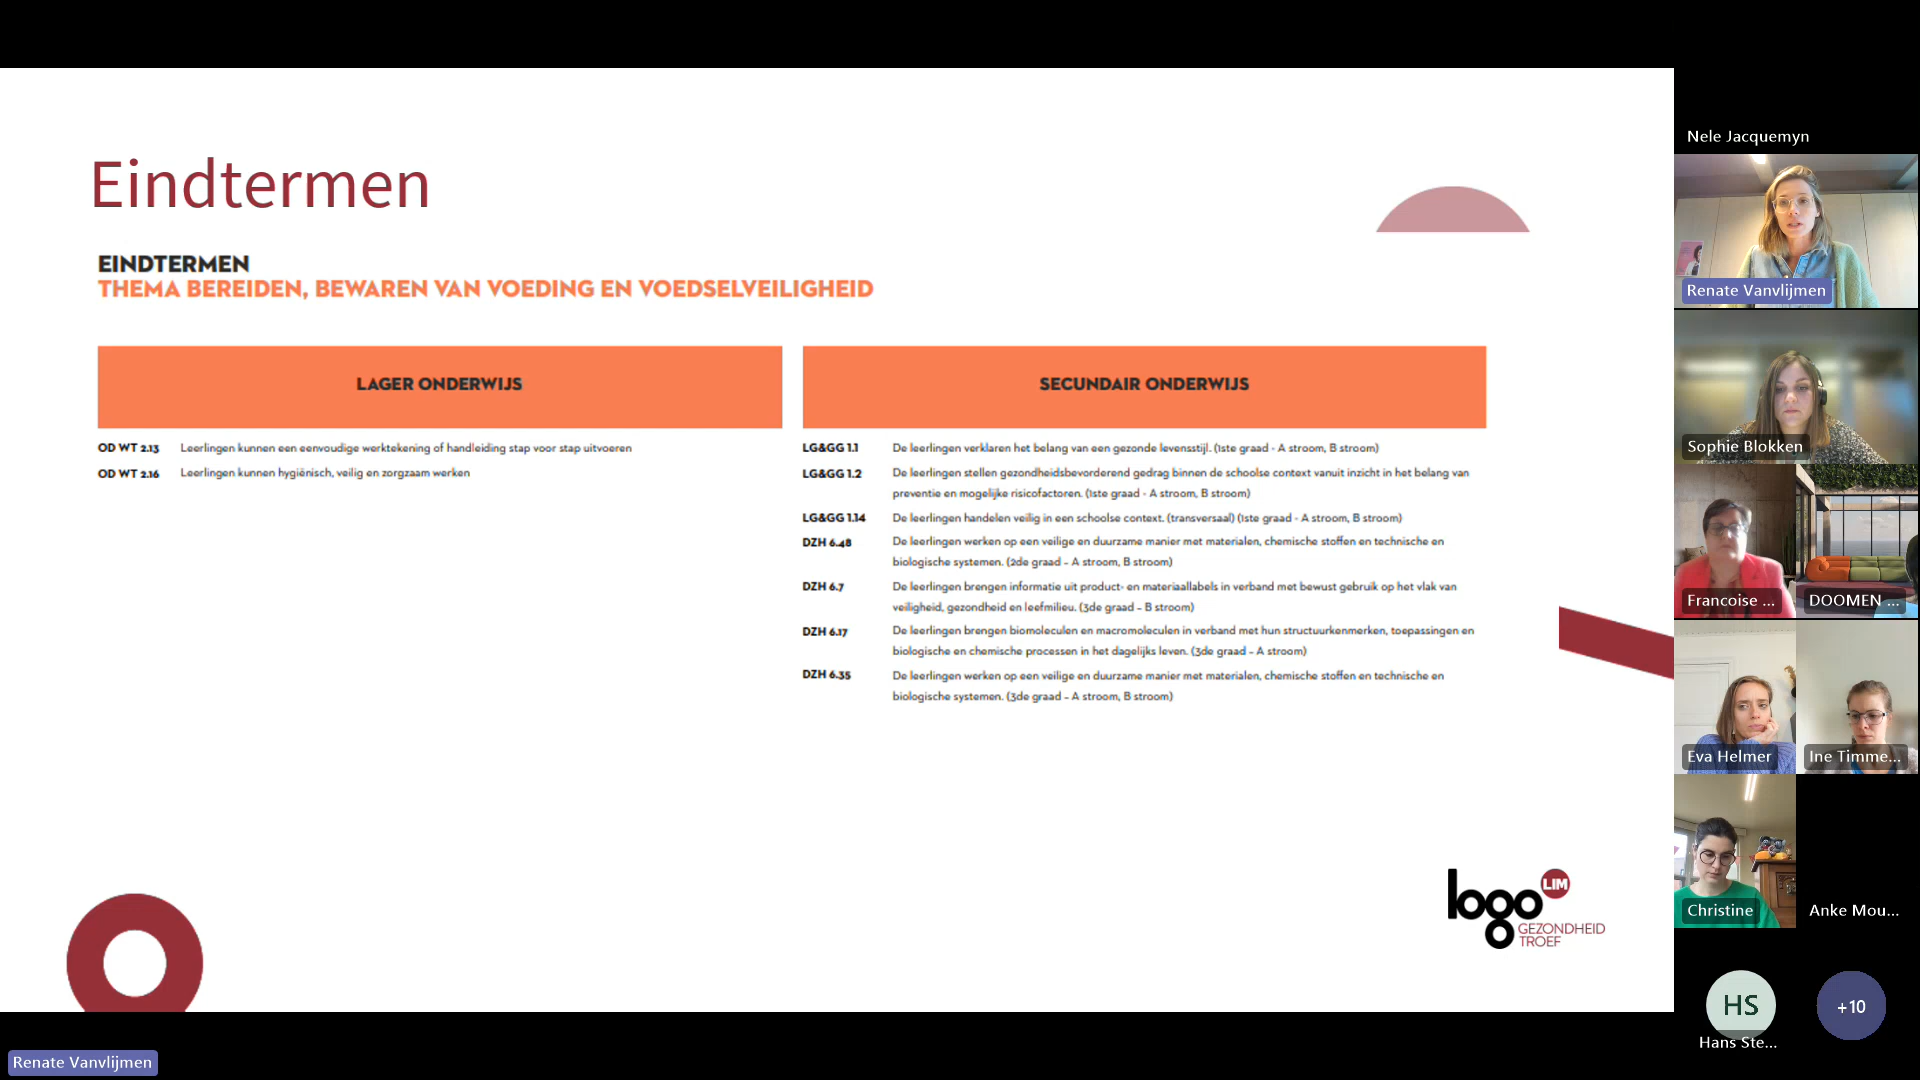 Eindtermen
EINDTERMEN
THEMA BEREIDEN, BEWAREN VAN VOEDING EN VOEDSELVEILIGHEID
LAGER ONDERWIJS
OD WT 2.13 Leerlingen kunnen een eenvoudige werktekening of handleiding stap voor stap uitvoeren
OD WT 2.16 Leerlingen kunnen hygiënisch, veilig en zorgzaam werken
SECUNDAIR ONDERWIJS
LG&GG 1.1 De leerlingen verklaren het belang van een gezonde levensstijl. (1ste graad - A stroom, B stroom)
LG&GG 1.2 De leerlingen stellen gezondheidsbevorderend gedrag binnen de schoolse context vanuit inzicht in het belang van
preventie en mogelijke risicofactoren. (1ste graad - A stroom, B stroom)
LG&GG 1.14 De leerlingen handelen veilig in een schoolse context. (transversaal) (1ste graad - A stroom, B stroom)
DZH 6.48 De leerlingen werken op een veilige en duurzame manier met materialen, chemische stoffen en technische en
biologische systemen. (2de graad – A stroom, B stroom)
DZH 6.7 De leerlingen brengen informatie uit product- en materiaallabels in verband met bewust gebruik op het vlak van
veiligheid, gezondheid en leefmilieu. (3de graad – B stroom)
DZH 6.17 De leerlingen brengen biomoleculen en macromoleculen in verband met hun structuurkenmerken, toepassingen en
biologische en chemische processen in het dagelijks leven. (3de graad – A stroom)
DZH 6.35 De leerlingen werken op een veilige en duurzame manier met materialen, chemische stoffen en technische en
biologische systemen. (3de graad – A stroom, B stroom)
logo LIM
GEZONDHEID
TROEF
Nele Jacquemyn
Renate Vanvlijmen
Sophie Blokken
Francoise ...
DOOMEN ...
Eva Helmer
Ine Timme...
Christine
Anke Mou...
HS
+10
Hans Ste...
Renate Vanvlijmen